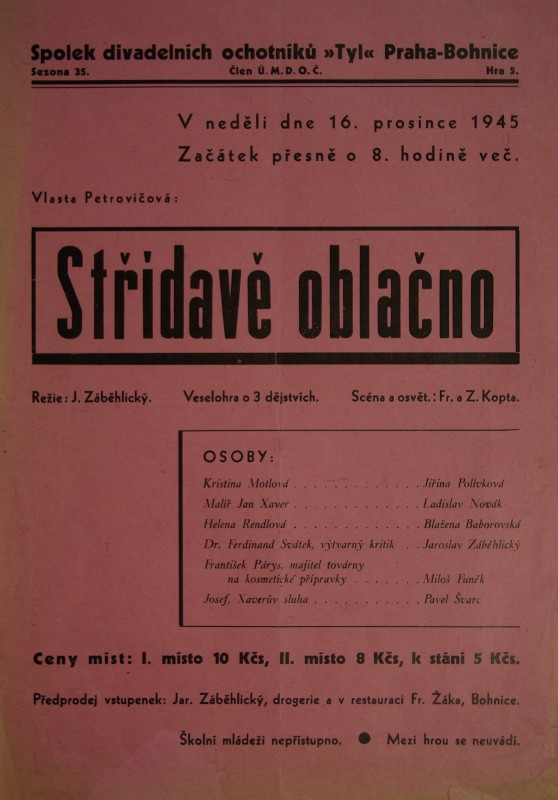 Spolek divadelních ochotníků »Tyl« Praha-Bohnice
Sezona 35. Člen Ú. M. D. O. Č. Hra 5.
V neděli dne 16. prosince 1945
Začátek přesně o 8. hodině več.
Vlasta Petrovičová:
Střídavě oblačno
Režie: J. Záběhlický. Veselohra o 3 dějstvích. Scéna a osvět.: Fr. a Z. Kopta.
OSOBY:
Kristina Motlová . . . . . . . . . . . . . Jiřina Polívková
Malíř Jan Xaver . . . . . . . . . . . . . Ladislav Novák
Helena Rendlová . . . . . . . . . . . . . Blažena Baborovská
Dr. Ferdinand Svátek, výtvarný kritik . . Jaroslav Záběhlický
František Párys, majitel továrny
na kosmetické přípravky . . . . . . . Miloš Funěk
Josef, Xaverův sluha . . . . . . . . . . . Pavel Švarc
Ceny míst: I. místo 10 Kčs, II. místo 8 Kčs, k stání 5 Kčs.
Předprodej vstupenek: Jar. Záběhlický, drogerie a v restauraci Fr. Žáka, Bohnice.
Školní mládeži nepřístupno. ● Mezi hrou se neuvádí.